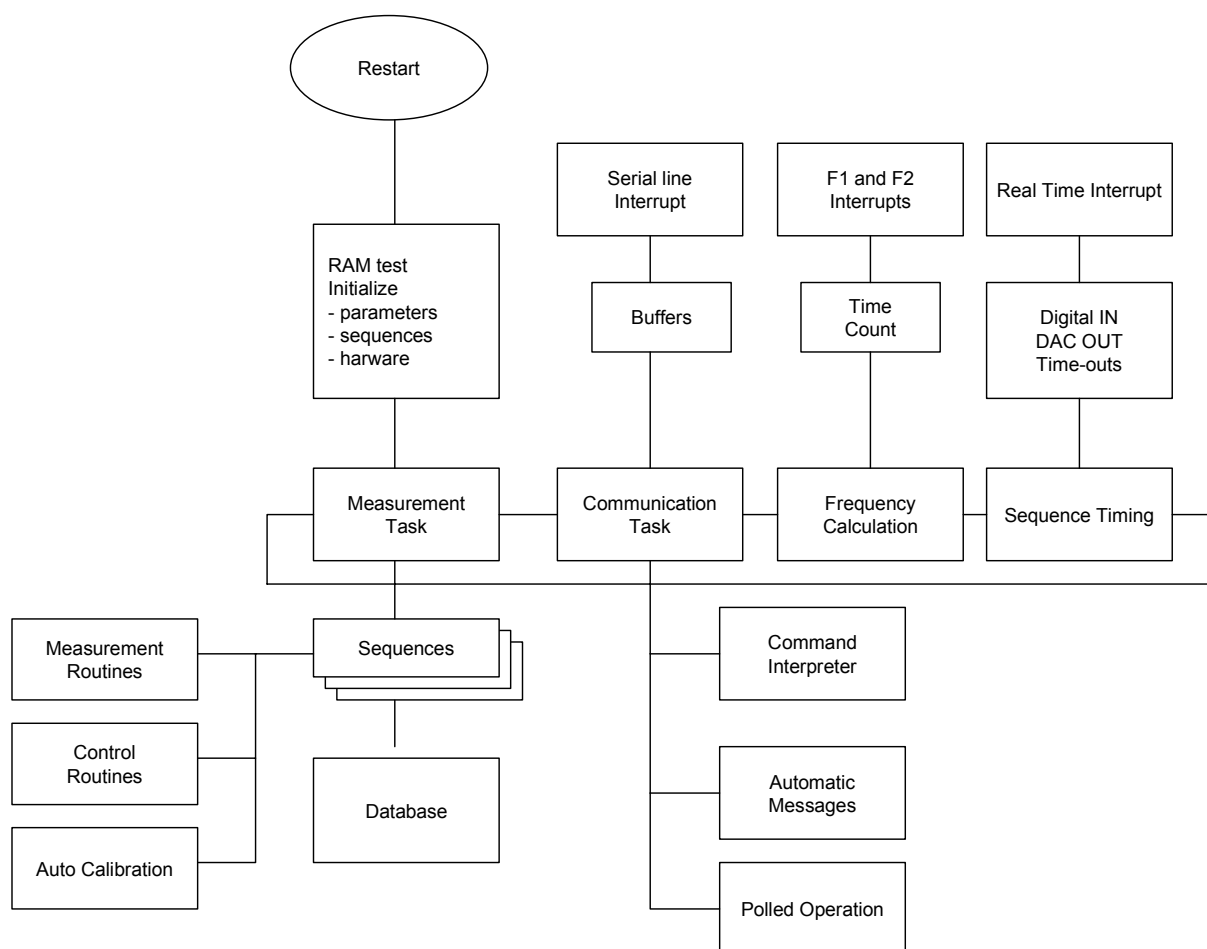 Restart
Serial line
Interrupt
F1 and F2
Interrupts
Real Time Interrupt
RAM test
Initialize
- parameters
- sequences
- harware
Buffers
Time
Count
Digital IN
DAC OUT
Time-outs
Measurement
Task
Communication
Task
Frequency
Calculation
Sequence Timing
Measurement
Routines
Sequences
Command
Interpreter
Control
Routines
Database
Automatic
Messages
Auto Calibration
Polled Operation